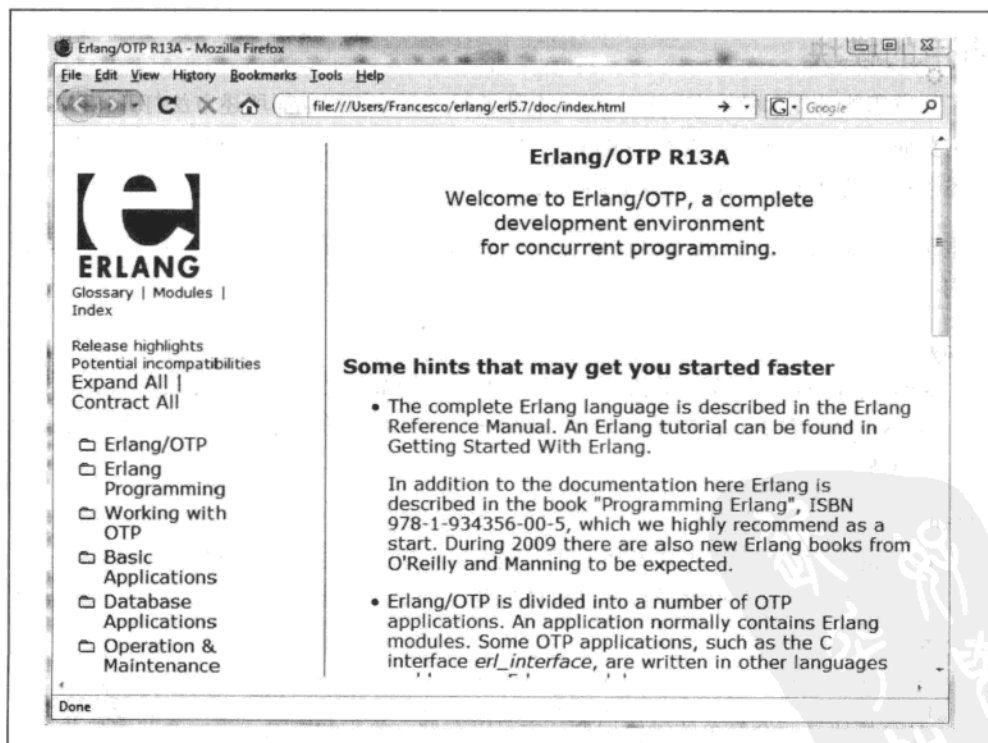 Erlang/OTP R13A - Mozilla Firefox
File Edit View History Bookmarks Tools Help
file:///Users/Francesco/erlang/erl5.7/doc/index.html
Google
ERLANG
Glossary | Modules |
Index
Release highlights
Potential incompatibilities
Expand All |
Contract All
Erlang/OTP
Erlang
Programming
Working with
OTP
Basic
Applications
Database
Applications
Operation &
Maintenance
Erlang/OTP R13A
Welcome to Erlang/OTP, a complete
development environment
for concurrent programming.
Some hints that may get you started faster
• The complete Erlang language is described in the Erlang
Reference Manual. An Erlang tutorial can be found in
Getting Started With Erlang.
In addition to the documentation here Erlang is
described in the book "Programming Erlang", ISBN
978-1-934356-00-5, which we highly recommend as a
start. During 2009 there are also new Erlang books from
O'Reilly and Manning to be expected.
• Erlang/OTP is divided into a number of OTP
applications. An application normally contains Erlang
modules. Some OTP applications, such as the C
interface erl_interface, are written in other languages
Done